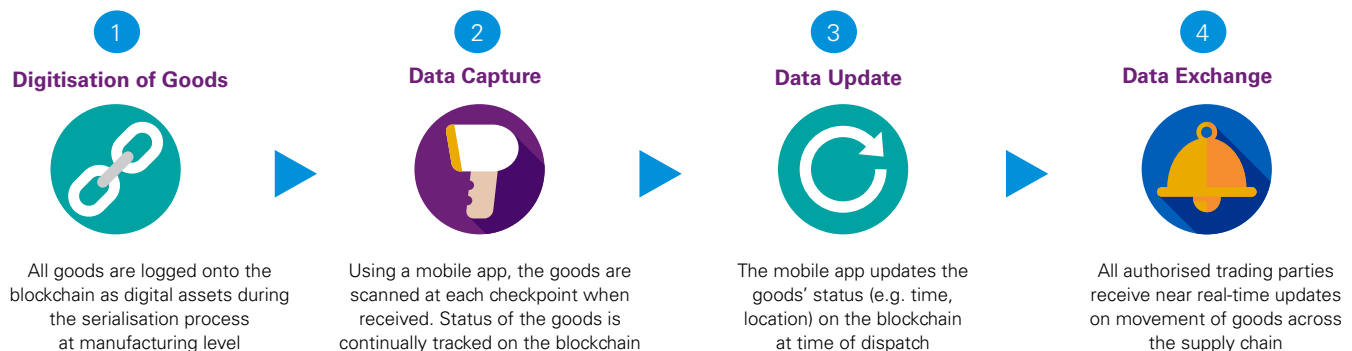 1
Digitisation of Goods
All goods are logged onto the
blockchain as digital assets during
the serialisation process
at manufacturing level
2
Data Capture
Using a mobile app, the goods are
scanned at each checkpoint when
received. Status of the goods is
continually tracked on the blockchain
3
Data Update
The mobile app updates the
goods' status (e.g. time,
location) on the blockchain
at time of dispatch
4
Data Exchange
All authorised trading parties
receive near real-time updates
on movement of goods across
the supply chain